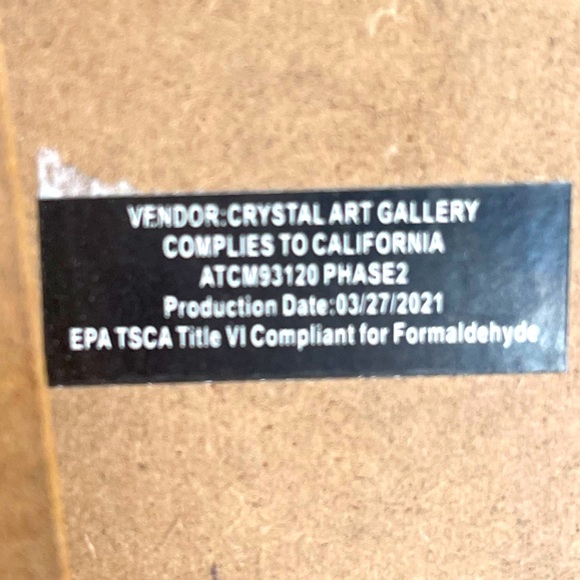 VENDOR:CRYSTAL ART GALLERY
COMPLIES TO CALIFORNIA
ATCM93120 PHASE2
Production Date:03/27/2021
EPA TSCA Title VI Compliant for Formaldehyde